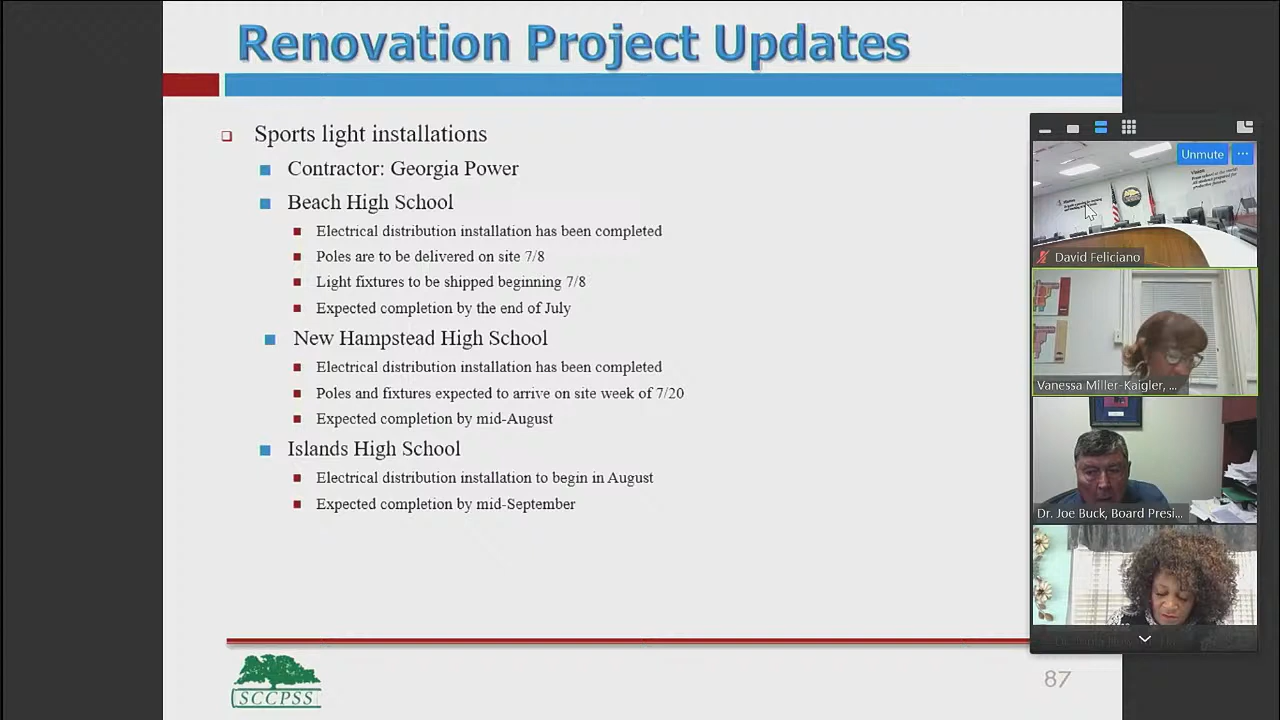 Renovation Project Updates
Sports light installations
Contractor: Georgia Power
Beach High School
Electrical distribution installation has been completed
Poles are to be delivered on site 7/8
Light fixtures to be shipped beginning 7/8
Expected completion by the end of July
New Hampstead High School
Electrical distribution installation has been completed
Poles and fixtures expected to arrive on site week of 7/20
Expected completion by mid-August
Islands High School
Electrical distribution installation to begin in August
Expected completion by mid-September
SCCPSS
87
Unmute
...
Vision
David Feliciano
Vanessa Miller-Kaigler, ...
Dr. Joe Buck, Board Presi...